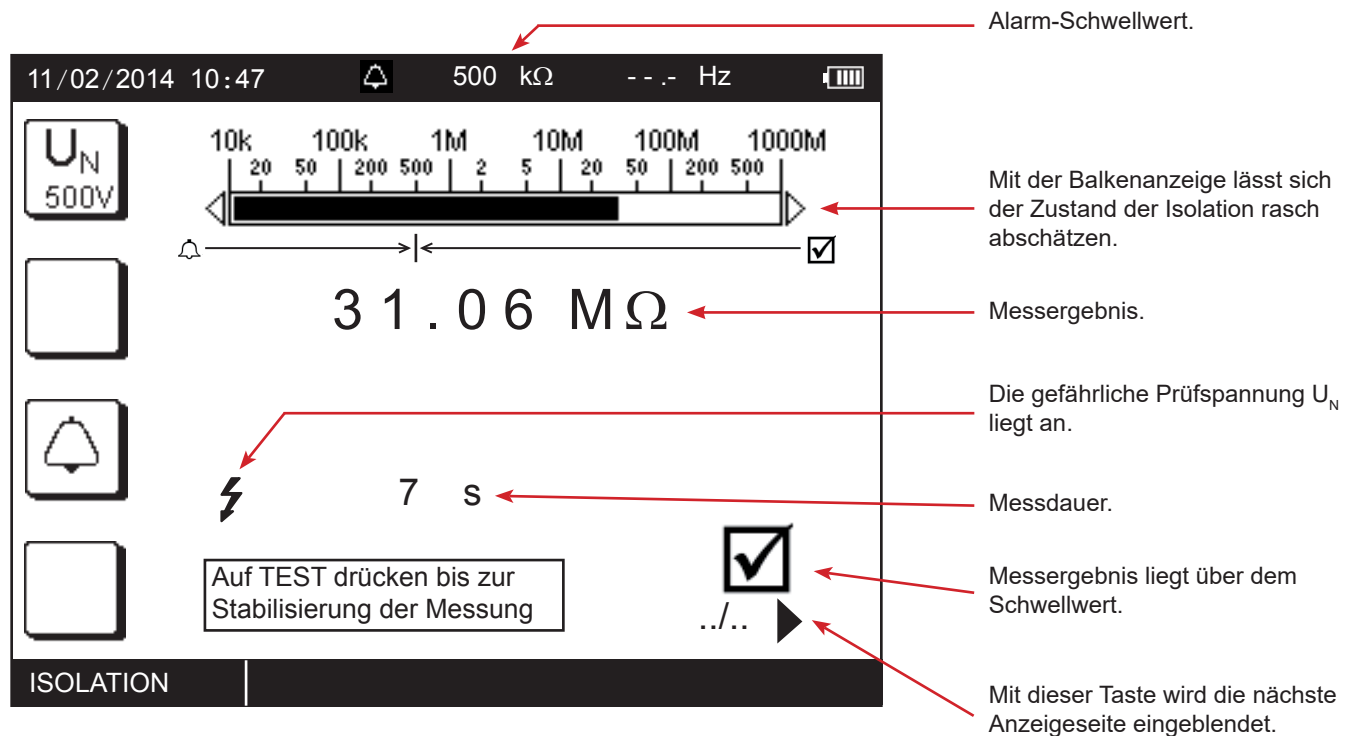 Alarm-Schwellwert.
11/02/2014 10:47 500 kΩ - - .- Hz
UN
500V
10k 100k 1M 10M 100M 1000M
20 50 200 500 2 5 20 50 200 500
Mit der Balkenanzeige lässt sich
der Zustand der Isolation rasch
abschätzen.
31.06 MΩ
Messergebnis.
Die gefährliche Prüfspannung UN
liegt an.
7 s
Messdauer.
Auf TEST drücken bis zur
Stabilisierung der Messung
Messergebnis liegt über dem
Schwellwert.
../..
ISOLATION
Mit dieser Taste wird die nächste
Anzeigeseite eingeblendet.